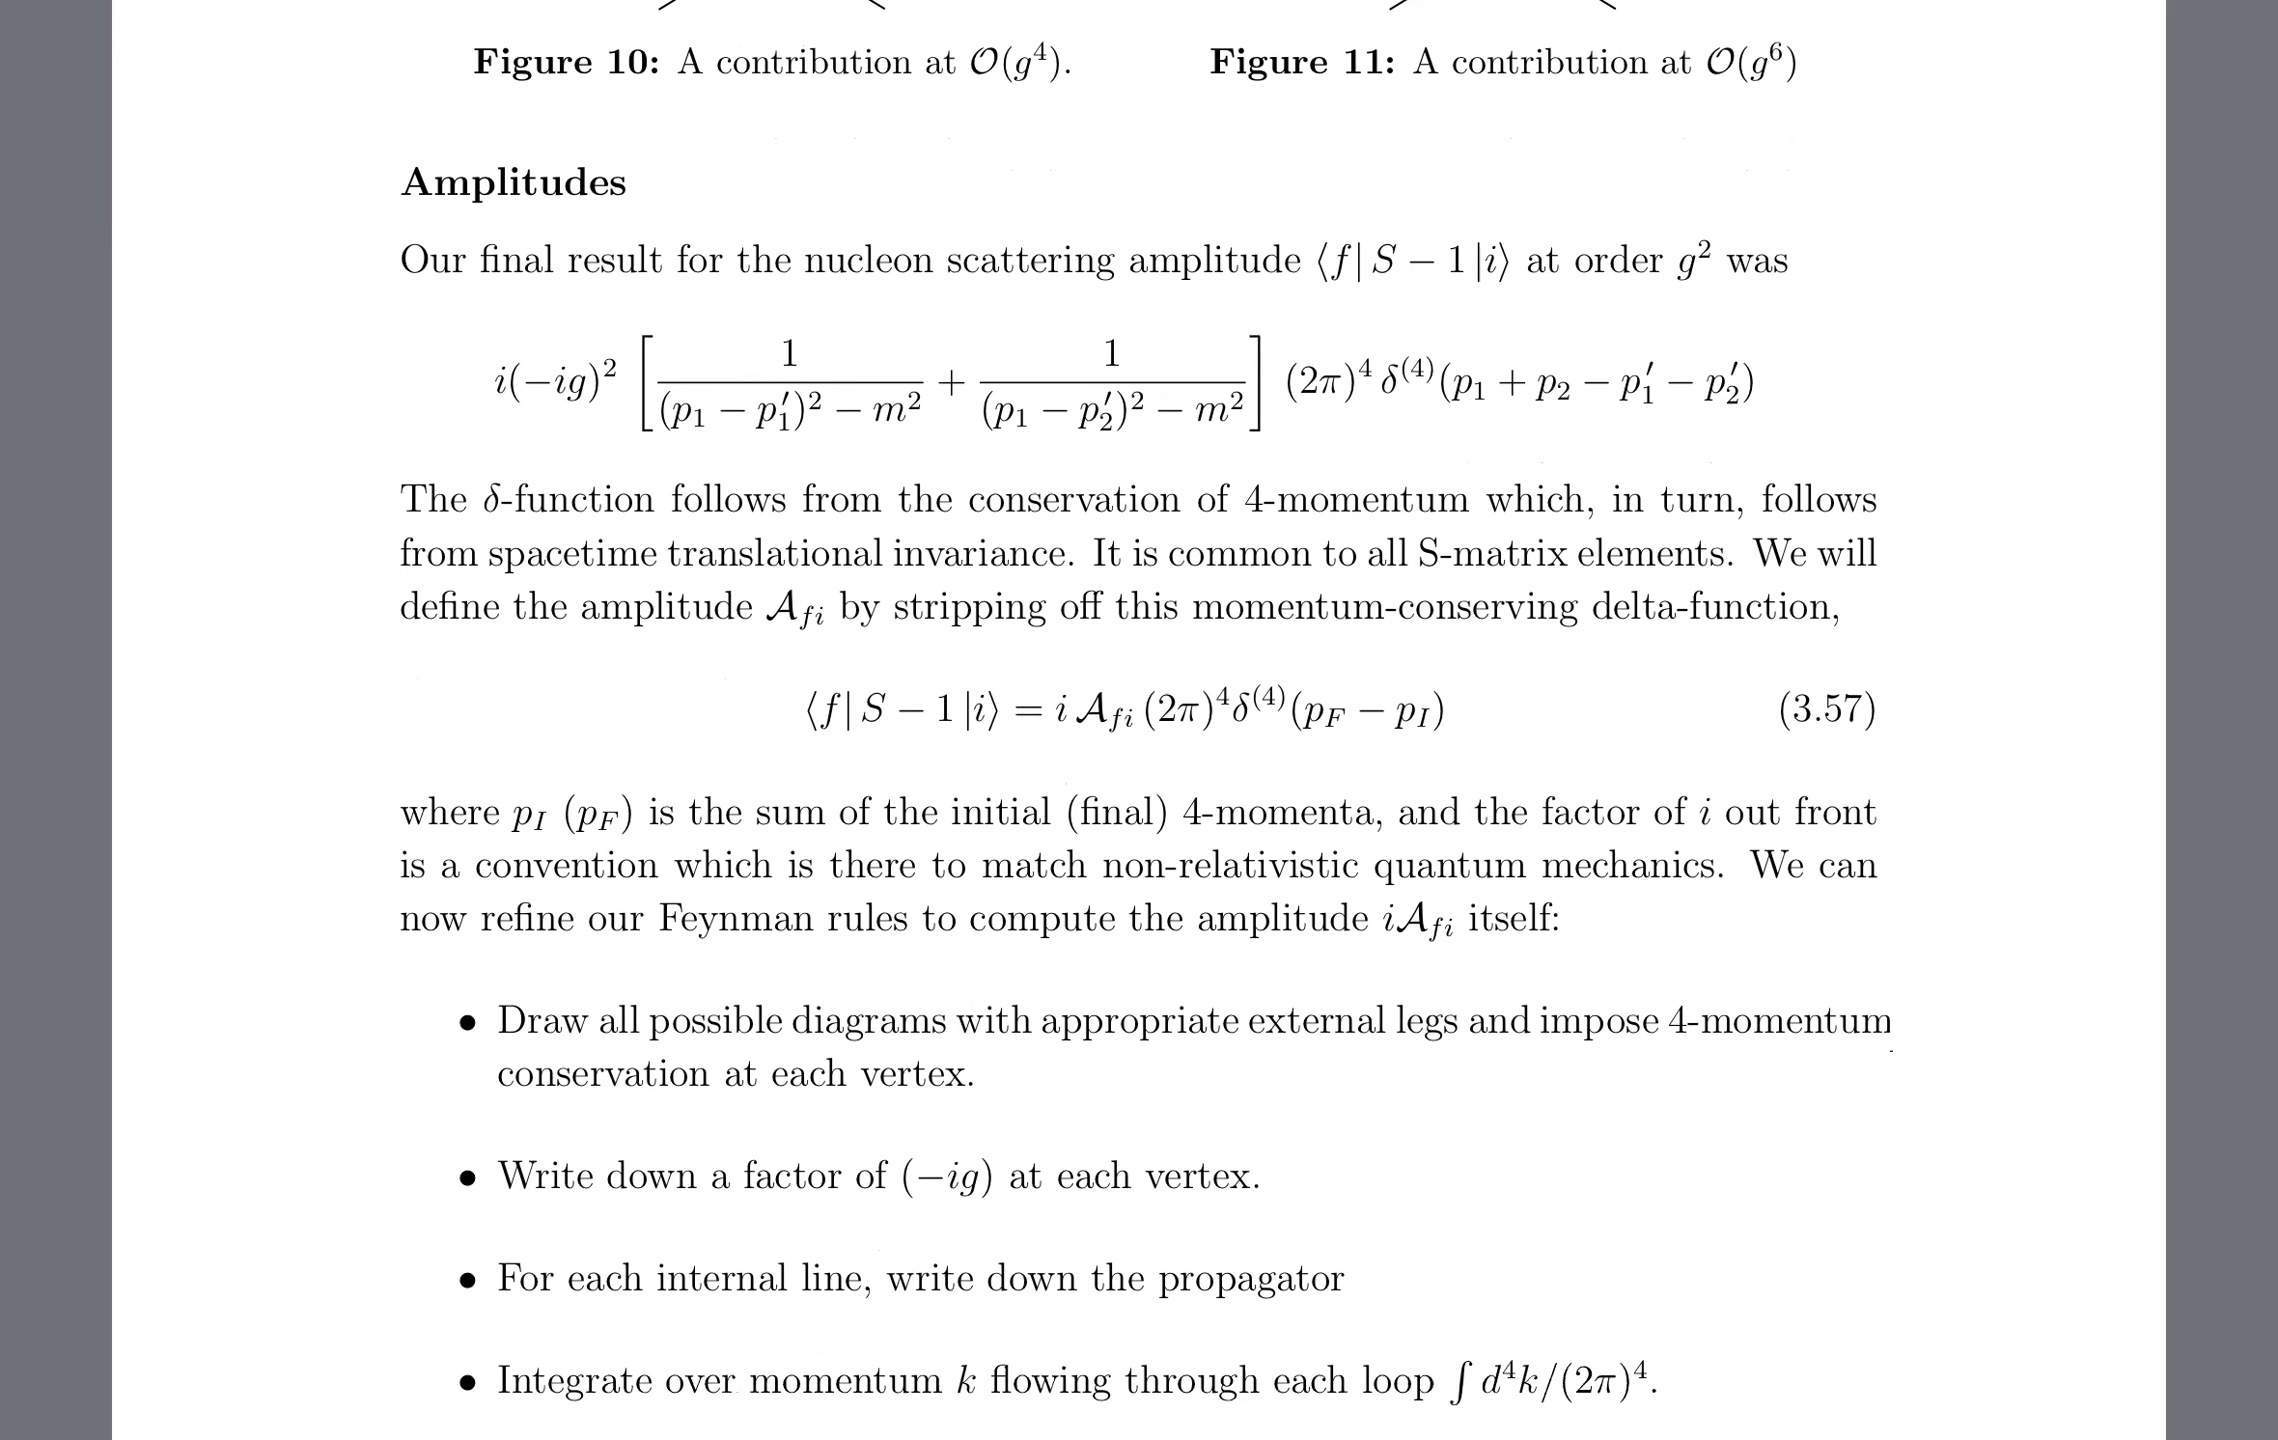 Figure 10: A contribution at O(g⁴). Figure 11: A contribution at O(g⁶)
Amplitudes
Our final result for the nucleon scattering amplitude ⟨f| S − 1 |i⟩ at order g² was
i(−ig)² [ 1/((p₁ − p₁′)² − m²) + 1/((p₁ − p₂′)² − m²) ] (2π)⁴ δ⁽⁴⁾(p₁ + p₂ − p₁′ − p₂′)
The δ-function follows from the conservation of 4-momentum which, in turn, follows
from spacetime translational invariance. It is common to all S-matrix elements. We will
define the amplitude 𝒜_fi by stripping off this momentum-conserving delta-function,
⟨f| S − 1 |i⟩ = i 𝒜_fi (2π)⁴δ⁽⁴⁾(p_F − p_I) (3.57)
where p_I (p_F) is the sum of the initial (final) 4-momenta, and the factor of i out front
is a convention which is there to match non-relativistic quantum mechanics. We can
now refine our Feynman rules to compute the amplitude i𝒜_fi itself:
• Draw all possible diagrams with appropriate external legs and impose 4-momentum
conservation at each vertex.
• Write down a factor of (−ig) at each vertex.
• For each internal line, write down the propagator
• Integrate over momentum k flowing through each loop ∫ d⁴k/(2π)⁴.